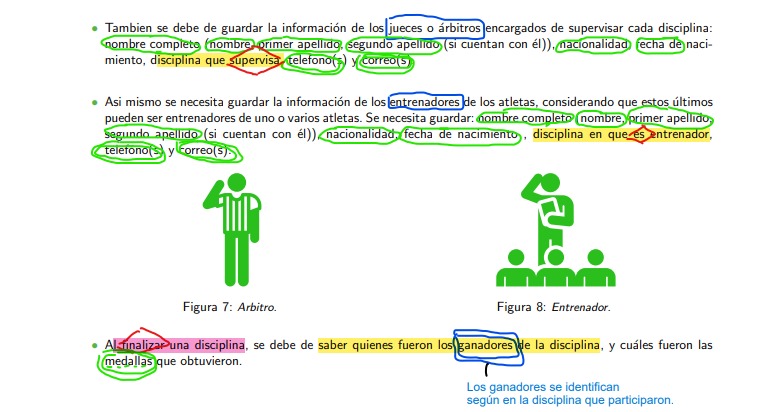 • Tambien se debe de guardar la información de los jueces o árbitros encargados de supervisar cada disciplina:
nombre completo (nombre, primer apellido, segundo apellido (si cuentan con él)), nacionalidad, fecha de naci-
miento, disciplina que supervisa, telefono(s) y correo(s).
• Asi mismo se necesita guardar la información de los entrenadores de los atletas, considerando que estos últimos
pueden ser entrenadores de uno o varios atletas. Se necesita guardar: nombre completo (nombre, primer apellido,
segundo apellido (si cuentan con él)), nacionalidad, fecha de nacimiento , disciplina en que es entrenador,
telefono(s) y correo(s).
Figura 7: Arbitro.
Figura 8: Entrenador.
• Al finalizar una disciplina, se debe de saber quienes fueron los ganadores de la disciplina, y cuáles fueron las
medallas que obtuvieron.
Los ganadores se identifican
según en la disciplina que participaron.